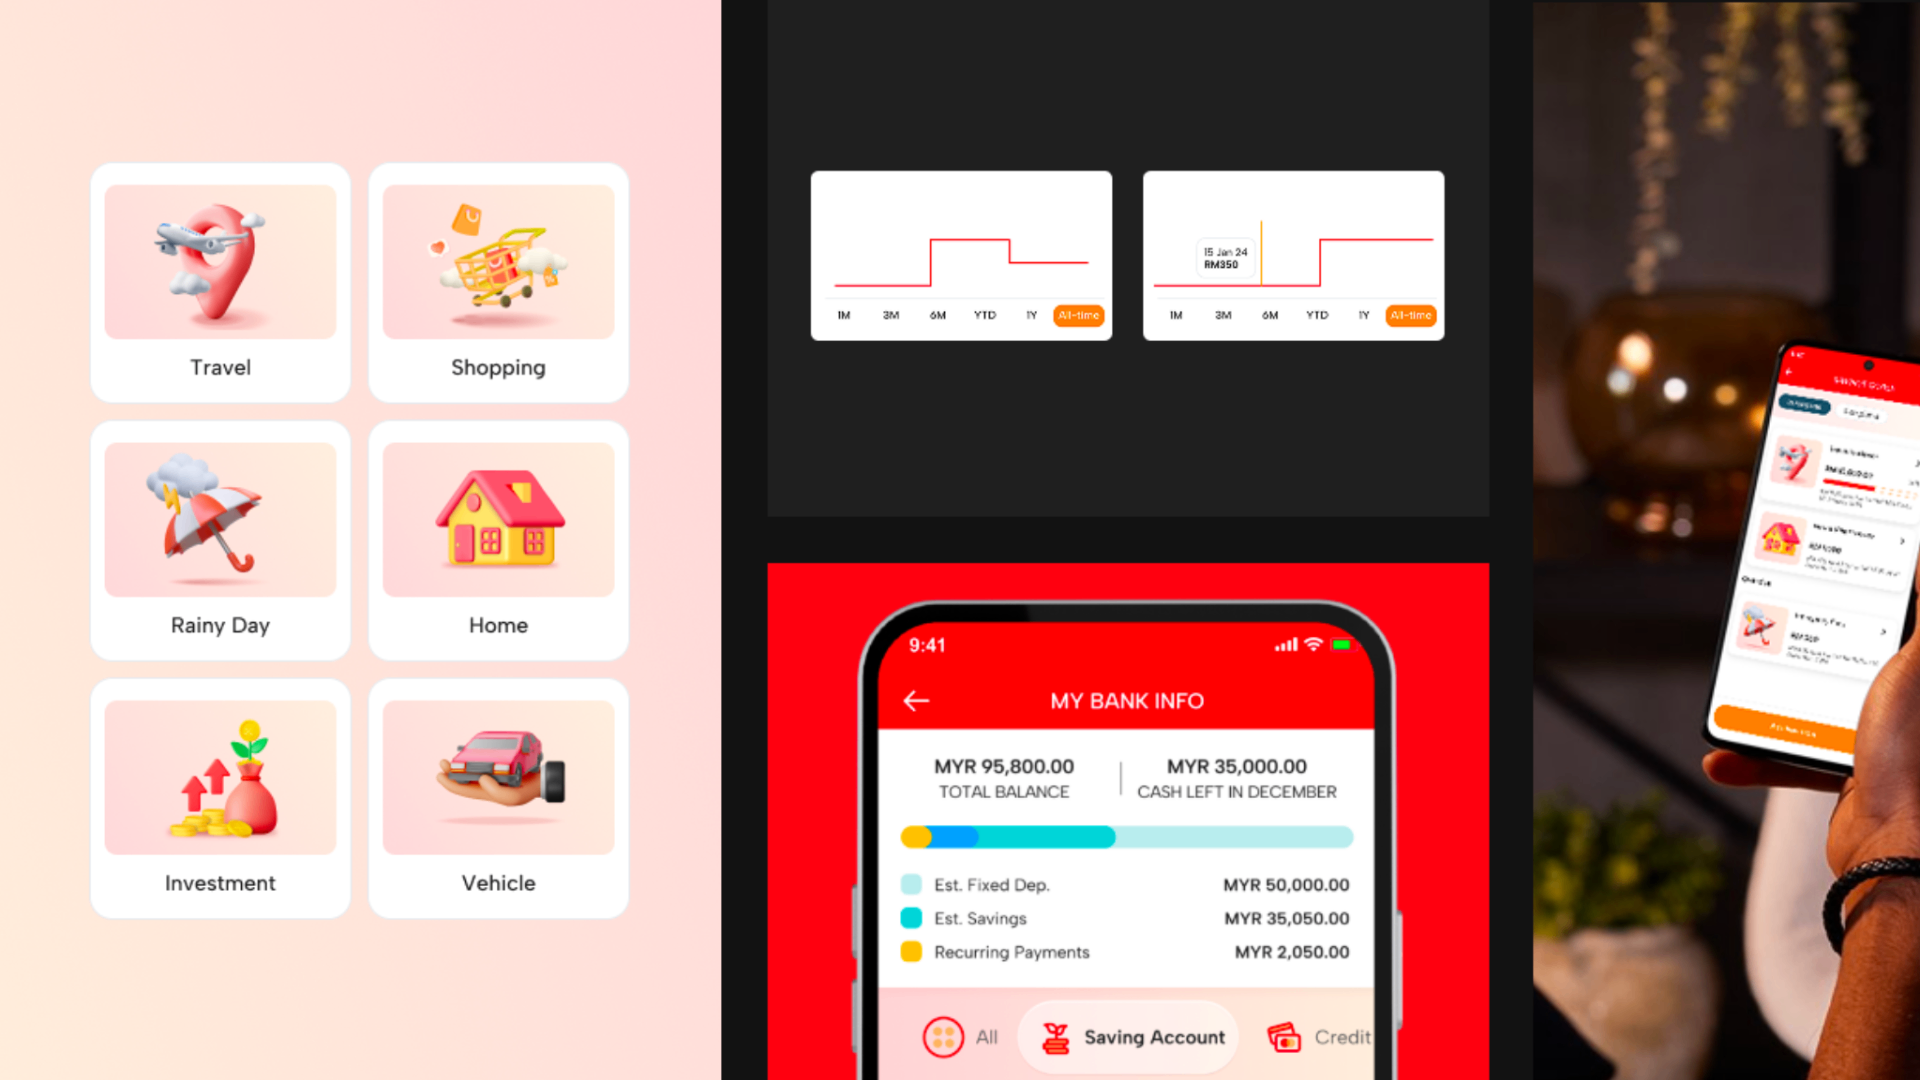 Travel
Shopping
Rainy Day
Home
Investment
Vehicle
1M 3M 6M YTD 1Y All-time
15 Jan 24
RM350
1M 3M 6M YTD 1Y All-time
9:41
MY BANK INFO
MYR 95,800.00
TOTAL BALANCE
MYR 35,000.00
CASH LEFT IN DECEMBER
Est. Fixed Dep. MYR 50,000.00
Est. Savings MYR 35,050.00
Recurring Payments MYR 2,050.00
All
Saving Account
Credit